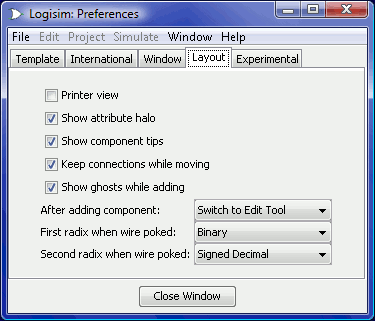 Logisim: Preferences
File Edit Project Simulate Window Help
Template International Window Layout Experimental
Printer view
Show attribute halo
Show component tips
Keep connections while moving
Show ghosts while adding
After adding component: Switch to Edit Tool
First radix when wire poked: Binary
Second radix when wire poked: Signed Decimal
Close Window